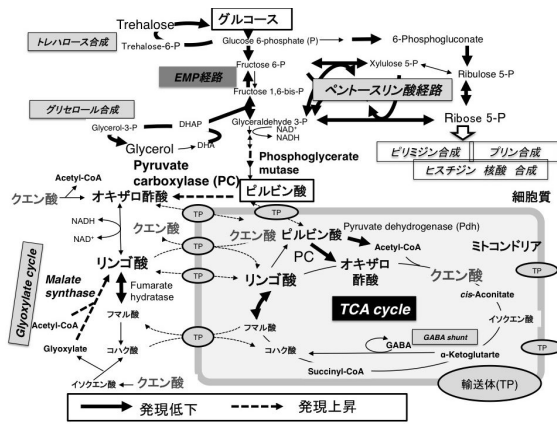 Trehalose
グルコース
トレハロース合成
Trehalose-6-P
Glucose 6-phosphate (P)
6-Phosphogluconate
Fructose 6-P
Xylulose 5-P
EMP経路
Ribulose 5-P
ペントースリン酸経路
Fructose 1,6-bis-P
グリセロール合成
Glycerol-3-P
DHAP
Glyceraldehyde 3-P
Ribose 5-P
NAD⁺
NADH
Glycerol
DHA
ピリミジン合成
プリン合成
ヒスチジン 核酸 合成
Pyruvate
carboxylase (PC)
Phosphoglycerate
mutase
Acetyl-CoA
クエン酸
オキザロ酢酸
ピルビン酸
細胞質
TP
TP
NADH
NAD⁺
クエン酸
クエン酸
ピルビン酸
Pyruvate dehydrogenase (Pdh)
PC
Acetyl-CoA
ミトコンドリア
リンゴ酸
TP
リンゴ酸
オキザロ
酢酸
クエン酸
TP
Glyoxylate cycle
Malate
synthase
Fumarate
hydratase
TCA cycle
cis-Aconitate
Acetyl-CoA
フマル酸
フマル酸
イソクエン酸
GABA shunt
TP
Glyoxylate
コハク酸
TP
コハク酸
GABA
α-Ketoglutarte
Succinyl-CoA
イソクエン酸
クエン酸
輸送体(TP)
発現低下
発現上昇